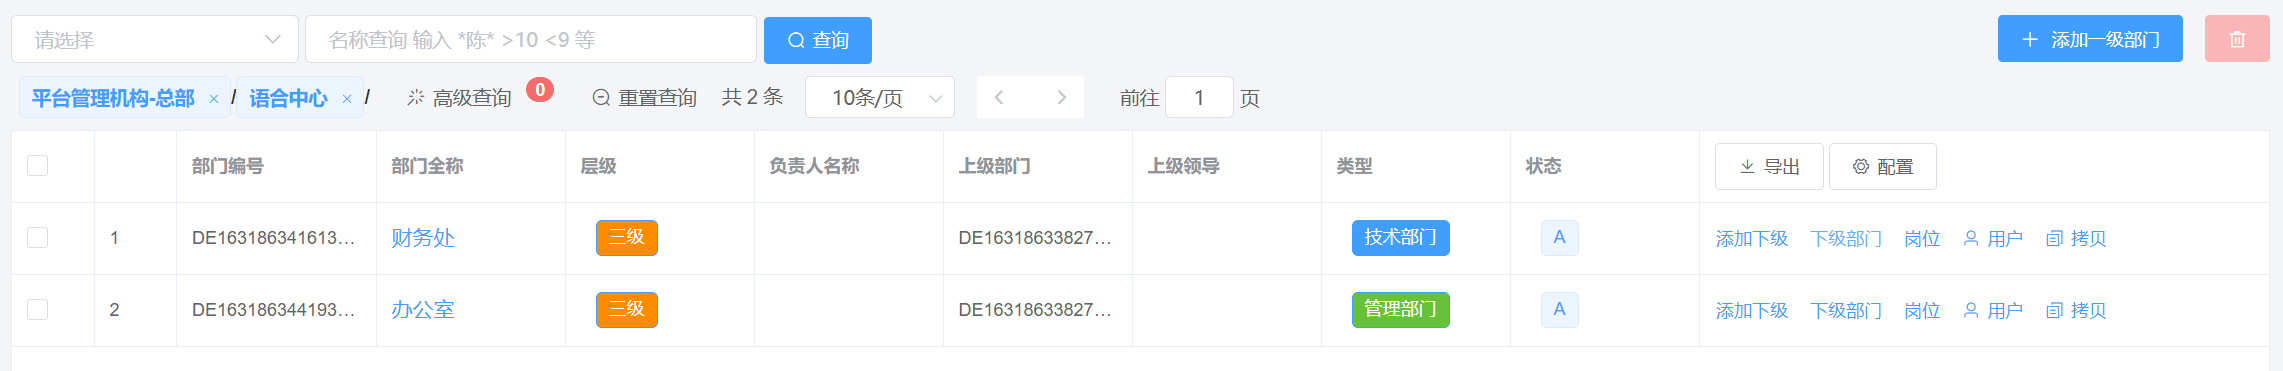 请选择 名称查询 输入 *陈* >10 <9 等 查询 添加一级部门
平台管理机构-总部 × / 语合中心 × / 高级查询 0 重置查询 共 2 条 10条/页 前往 1 页
部门编号 部门全称 层级 负责人名称 上级部门 上级领导 类型 状态 导出 配置
1 DE163186341613... 财务处 三级 DE16318633827... 技术部门 A 添加下级 下级部门 岗位 用户 拷贝
2 DE163186344193... 办公室 三级 DE16318633827... 管理部门 A 添加下级 下级部门 岗位 用户 拷贝